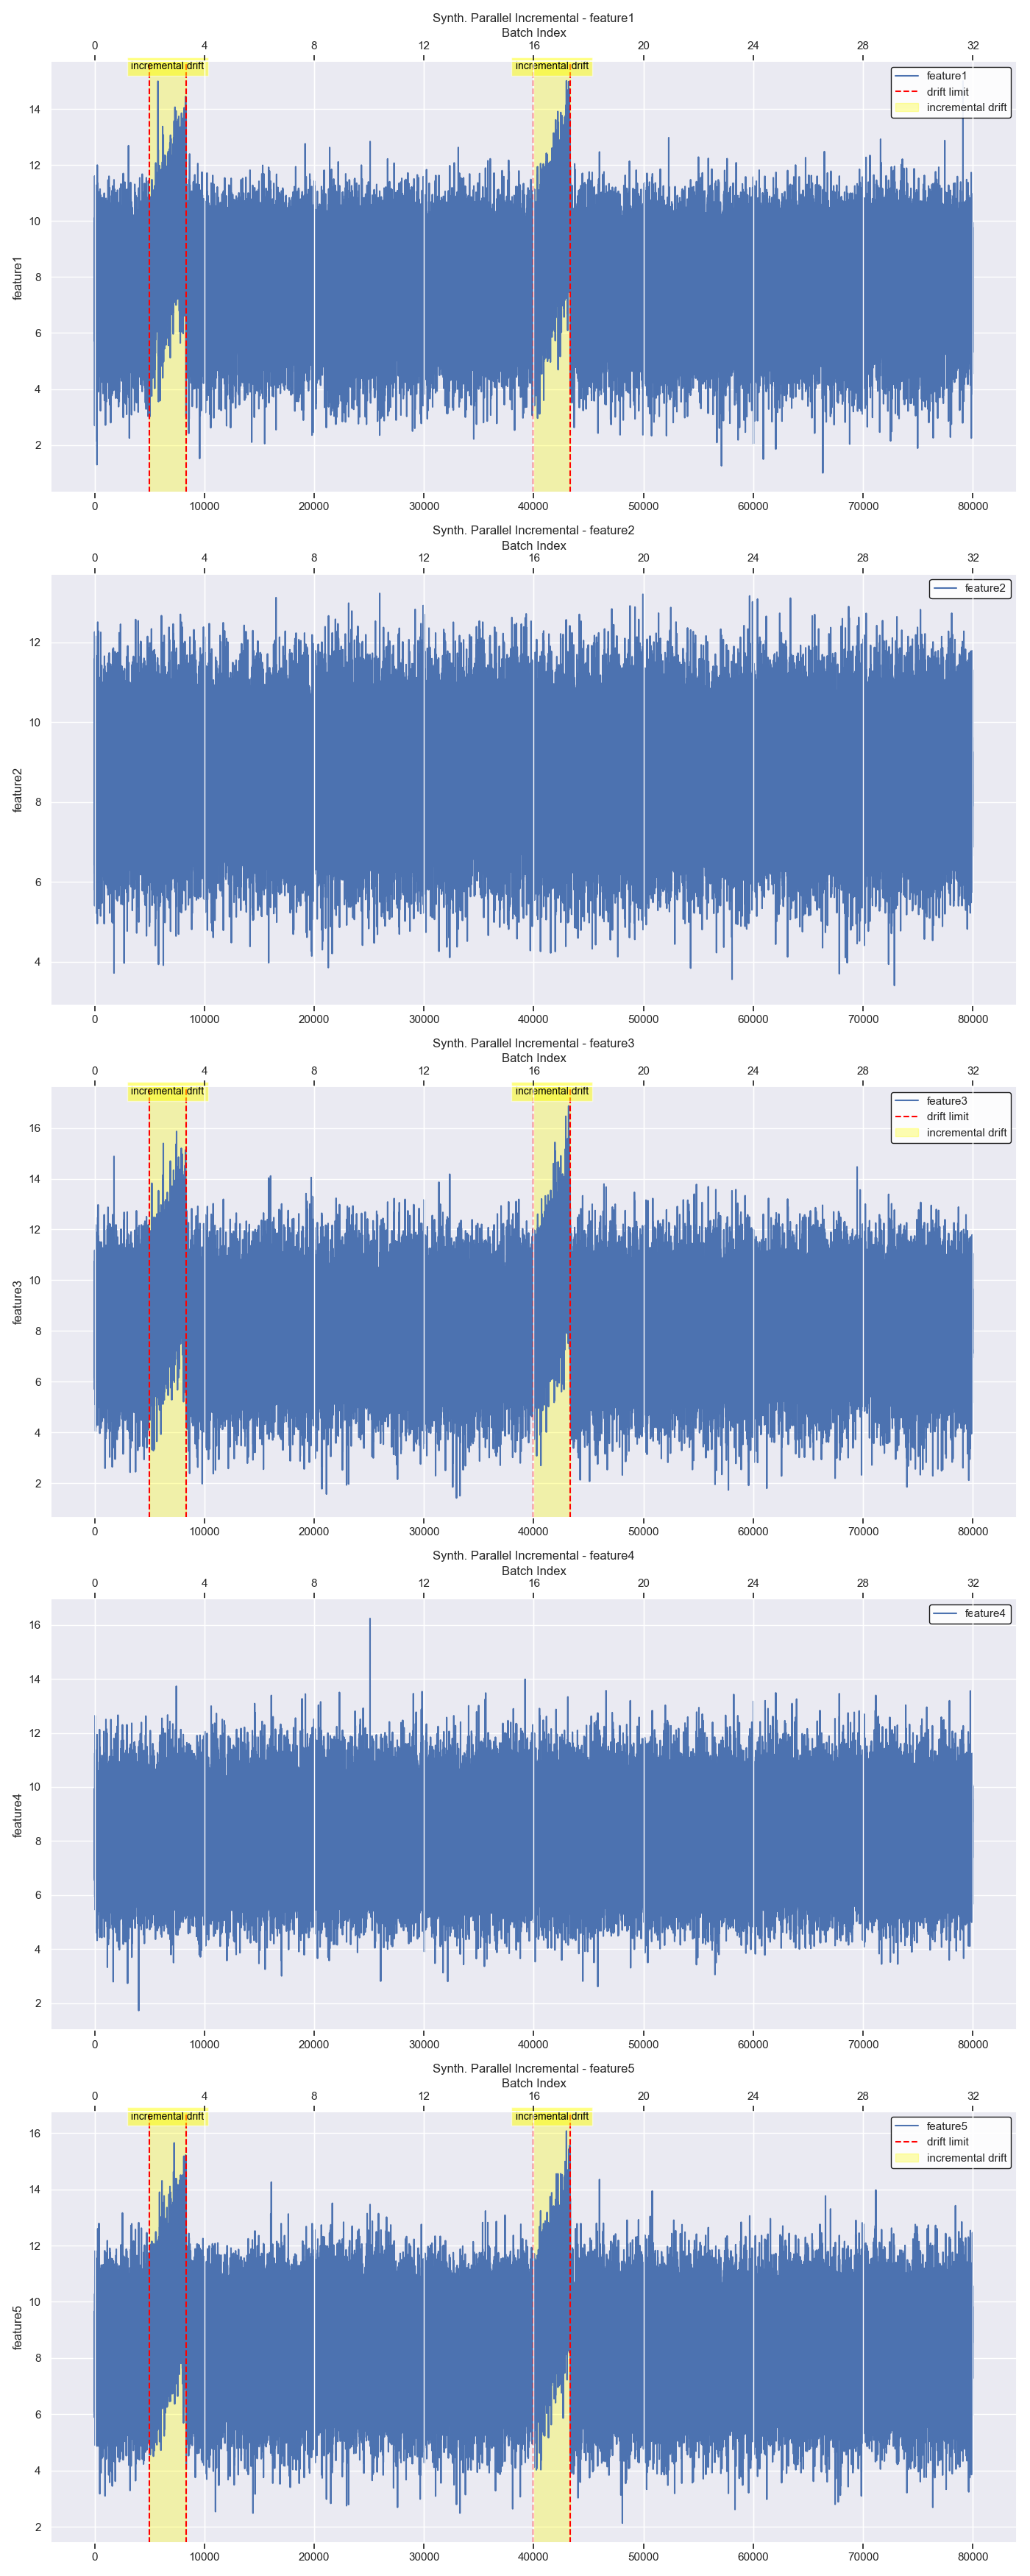 Synth. Parallel Incremental - feature1
Batch Index
0 4 8 12 16 20 24 28 32
incremental drift incremental drift
feature1
drift limit
incremental drift
14
12
10
8
6
4
2
feature1
0 10000 20000 30000 40000 50000 60000 70000 80000
Synth. Parallel Incremental - feature2
Batch Index
0 4 8 12 16 20 24 28 32
feature2
12
10
8
6
4
feature2
0 10000 20000 30000 40000 50000 60000 70000 80000
Synth. Parallel Incremental - feature3
Batch Index
0 4 8 12 16 20 24 28 32
incremental drift incremental drift
feature3
drift limit
incremental drift
16
14
12
10
8
6
4
2
feature3
0 10000 20000 30000 40000 50000 60000 70000 80000
Synth. Parallel Incremental - feature4
Batch Index
0 4 8 12 16 20 24 28 32
feature4
16
14
12
10
8
6
4
2
feature4
0 10000 20000 30000 40000 50000 60000 70000 80000
Synth. Parallel Incremental - feature5
Batch Index
0 4 8 12 16 20 24 28 32
incremental drift incremental drift
feature5
drift limit
incremental drift
16
14
12
10
8
6
4
2
feature5
0 10000 20000 30000 40000 50000 60000 70000 80000